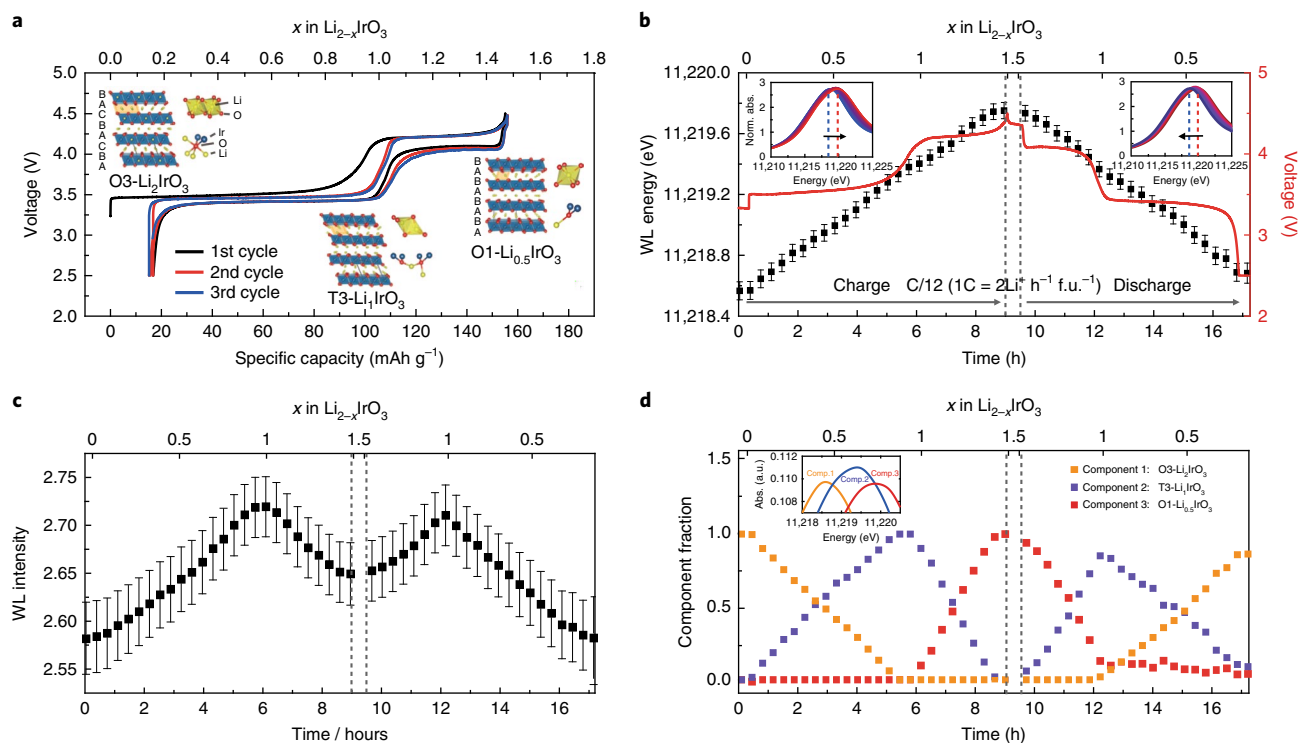 a
x in Li2−xIrO3
0.0 0.2 0.4 0.6 0.8 1.0 1.2 1.4 1.6 1.8
5.0
4.5
4.0
3.5
3.0
2.5
2.0
Voltage (V)
B
A
C
B
A
C
B
A
Li
O
Ir
O
Li
O3-Li2IrO3
B
A
B
A
B
A
B
A
O1-Li0.5IrO3
T3-Li1IrO3
1st cycle
2nd cycle
3rd cycle
0 20 40 60 80 100 120 140 160 180
Specific capacity (mAh g−1)
b
x in Li2−xIrO3
0 0.5 1 1.5 1 0.5
11,220.0
11,219.6
11,219.2
11,218.8
11,218.4
WL energy (eV)
5
4
3
2
Voltage (V)
3
2
1
0
Norm. abs.
11,210 11,215 11,220 11,225
Energy (eV)
3
2
1
0
11,210 11,215 11,220 11,225
Energy (eV)
Charge C/12 (1C = 2Li+ h−1 f.u.−1) Discharge
0 2 4 6 8 10 12 14 16
Time (h)
c
x in Li2−xIrO3
0 0.5 1 1.5 1 0.5
2.75
2.70
2.65
2.60
2.55
WL intensity
0 2 4 6 8 10 12 14 16
Time / hours
d
x in Li2−xIrO3
0 0.5 1 1.5 1 0.5
1.5
1.0
0.5
0.0
Component fraction
0.112
0.110
0.108
Abs. (a.u.)
Comp.1
Comp.2
Comp.3
11,218 11,219 11,220
Energy (eV)
Component 1: O3-Li2IrO3
Component 2: T3-Li1IrO3
Component 3: O1-Li0.5IrO3
0 2 4 6 8 10 12 14 16
Time (h)